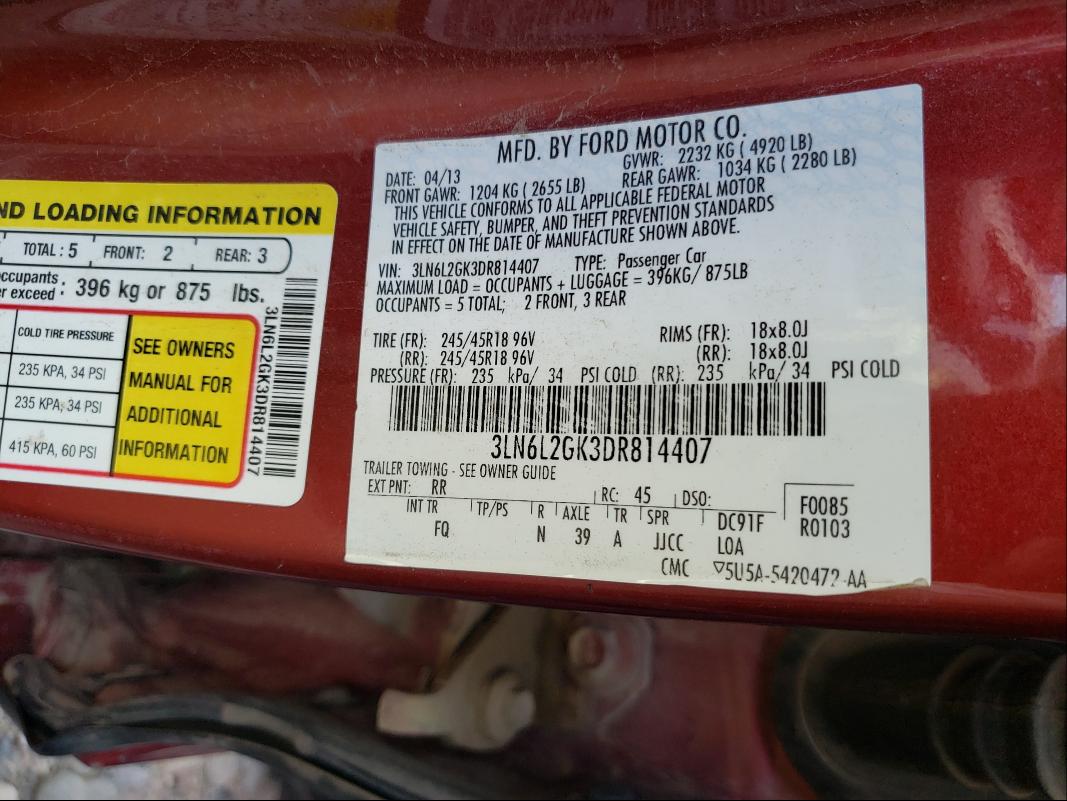 ND LOADING INFORMATION
TOTAL : 5 FRONT: 2 REAR: 3
ccupants
er exceed : 396 kg or 875 lbs.
COLD TIRE PRESSURE
235 KPA, 34 PSI
235 KPA, 34 PSI
415 KPA, 60 PSI
SEE OWNERS
MANUAL FOR
ADDITIONAL
INFORMATION
3LN6L2GK3DR814407
MFD. BY FORD MOTOR CO.
DATE: 04/13 GVWR: 2232 KG ( 4920 LB)
FRONT GAWR: 1204 KG ( 2655 LB) REAR GAWR: 1034 KG ( 2280 LB)
THIS VEHICLE CONFORMS TO ALL APPLICABLE FEDERAL MOTOR
VEHICLE SAFETY, BUMPER, AND THEFT PREVENTION STANDARDS
IN EFFECT ON THE DATE OF MANUFACTURE SHOWN ABOVE.
VIN: 3LN6L2GK3DR814407 TYPE: Passenger Car
MAXIMUM LOAD = OCCUPANTS + LUGGAGE = 396KG/ 875LB
OCCUPANTS = 5 TOTAL; 2 FRONT, 3 REAR
TIRE (FR): 245/45R18 96V RIMS (FR): 18x8.0J
(RR): 245/45R18 96V (RR): 18x8.0J
PRESSURE (FR): 235 kPa/ 34 PSI COLD (RR): 235 kPa/ 34 PSI COLD
3LN6L2GK3DR814407
TRAILER TOWING - SEE OWNER GUIDE
EXT PNT: RR RC: 45 DSO: F0085
INT TR TP/PS R AXLE TR SPR DC91F R0103
FQ N 39 A JJCC LOA
CMC ▽5U5A-5420472-AA